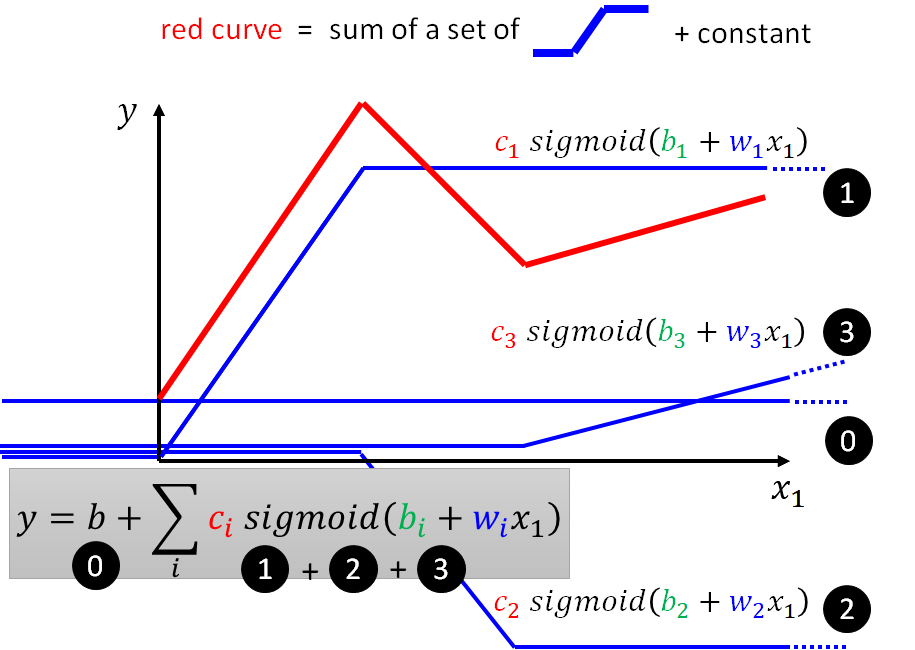 red curve = sum of a set of + constant
y
c₁ sigmoid(b₁ + w₁x₁)
1
c₃ sigmoid(b₃ + w₃x₁)
3
0
x₁
y = b + ∑ᵢ cᵢ sigmoid(bᵢ + wᵢx₁)
0 1 + 2 + 3
c₂ sigmoid(b₂ + w₂x₁)
2